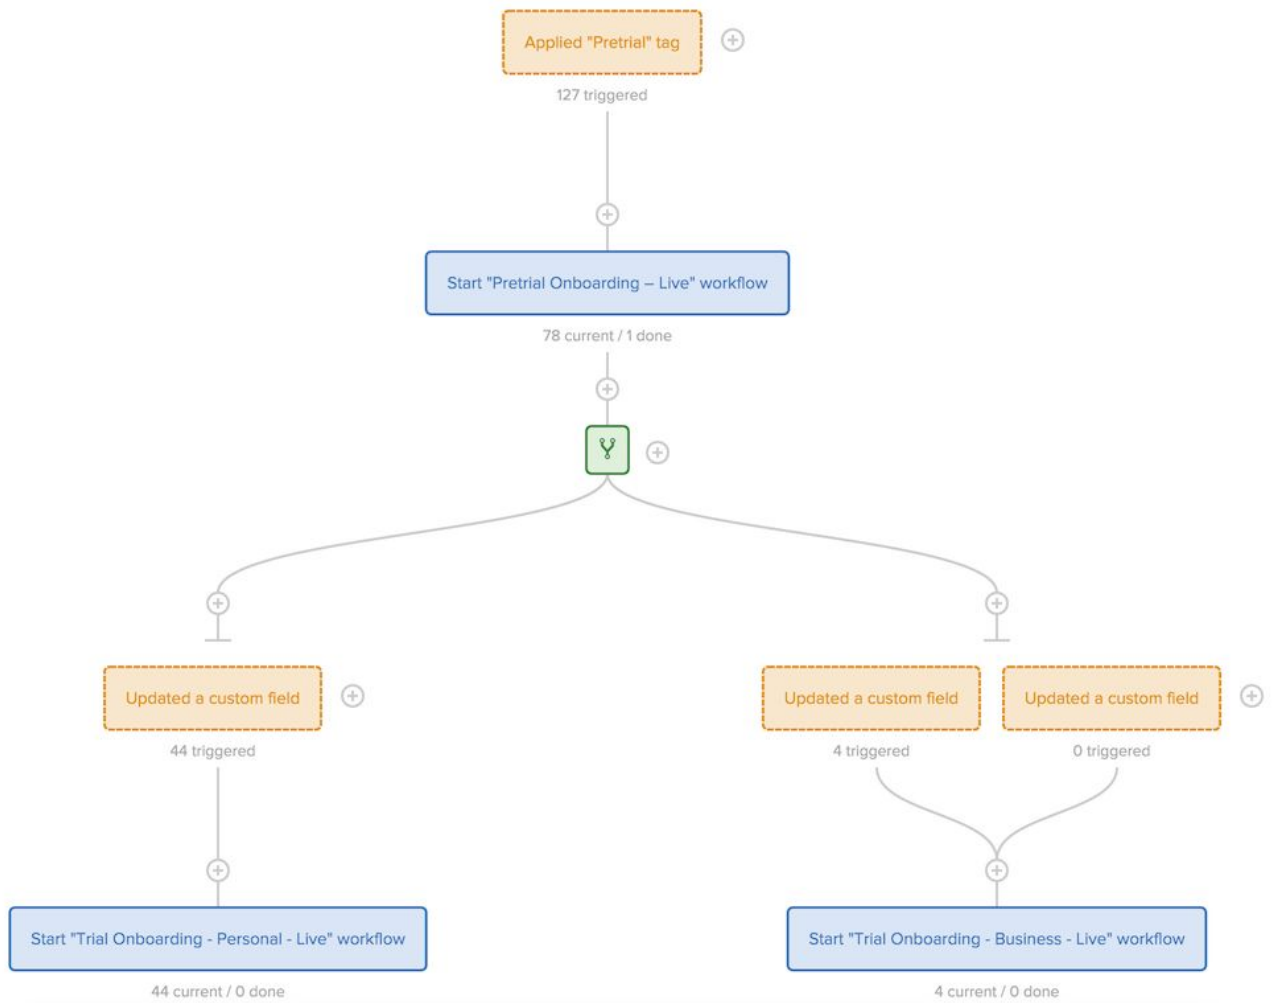 Applied "Pretrial" tag
127 triggered
Start "Pretrial Onboarding – Live" workflow
78 current / 1 done
Updated a custom field
Updated a custom field
Updated a custom field
44 triggered
4 triggered
0 triggered
Start "Trial Onboarding - Personal - Live" workflow
Start "Trial Onboarding - Business - Live" workflow
44 current / 0 done
4 current / 0 done